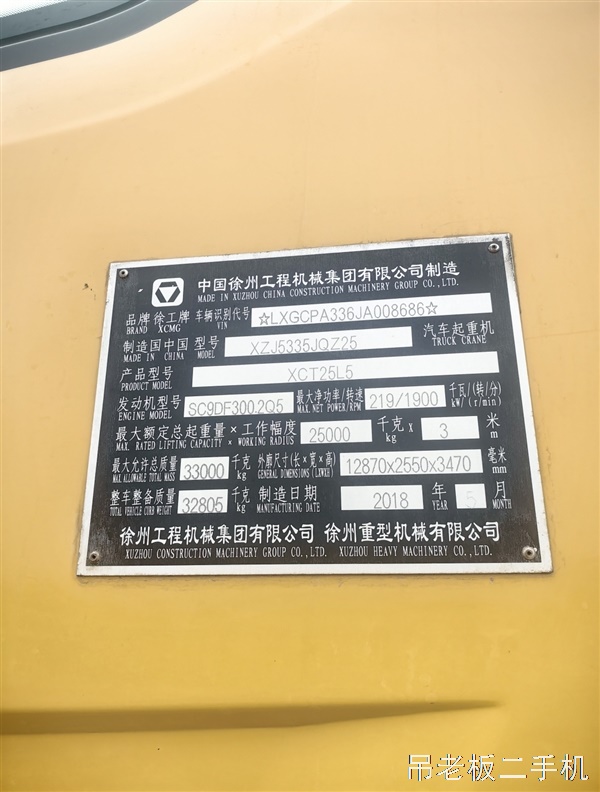 中国徐州工程机械集团有限公司制造
MADE IN XUZHOU CHINA CONSTRUCTION MACHINERY GROUP CO., LTD.
品牌 徐工牌 车辆识别代号 ☆LXGCPA336JA008686☆
BRAND XCMG VIN
制造国中国 型号 XZJ5335JQZ25 汽车起重机
MADE IN CHINA MODEL TRUCK CRANE
产品型号 XCT25L5
PRODUCT MODEL
发动机型号 SC9DF300.2Q5 最大净功率/转速 219/1900 千瓦/(转/分)
ENGINE MODEL MAX.NET POWER/RPM kW/(r/min)
最大额定总起重量×工作幅度 25000 千克 x 3 米
MAX. RATED LIFTING CAPACITY × WORKING RADIUS kg m
最大允许总质量 33000 千克 外廓尺寸(长×宽×高) 12870x2550x3470 毫米
MAX ALLOWABLE TOTAL MASS kg GENERAL DIMENSIONS (LXWXH) mm
整车整备质量 32805 千克 制造日期 2018 年 5 月
TOTAL VEHICLE CURB WEIGHT kg MANUFACTURING DATE YEAR MONTH
徐州工程机械集团有限公司 徐州重型机械有限公司
XUZHOU CONSTRUCTION MACHINERY GROUP CO., LTD. XUZHOU HEAVY MACHINERY CO., LTD.
吊老板二手机